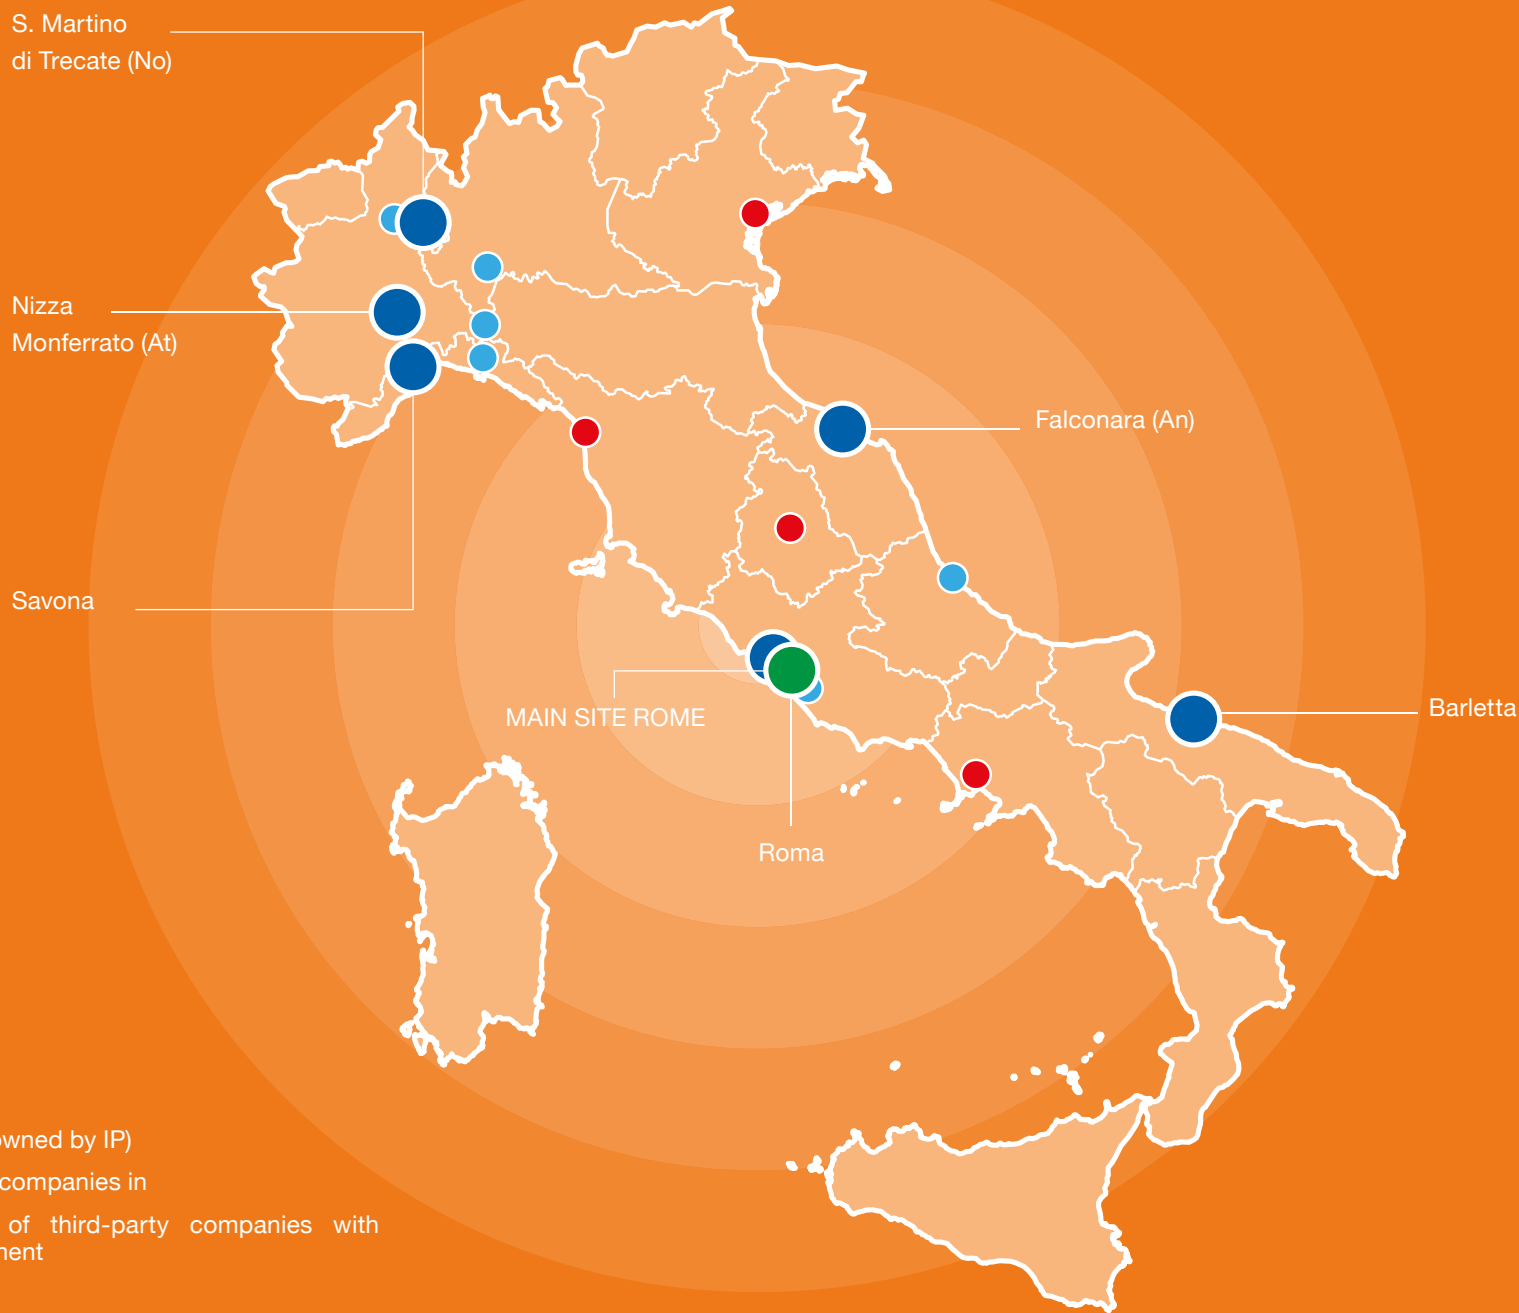 S. Martino
di Trecate (No)
Nizza
Monferrato (At)
Falconara (An)
Savona
MAIN SITE ROME
Barletta
Roma
owned by IP)
companies in
of third-party companies with